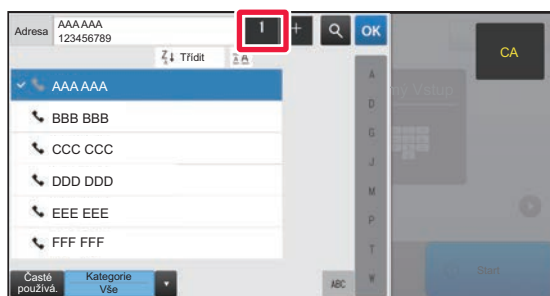 Adresa
AAA AAA
123456789
1
+
OK
CA
Třídit
AAA AAA
BBB BBB
CCC CCC
DDD DDD
EEE EEE
FFF FFF
A
D
G
J
M
P
T
W
Vstup
Časté
používá.
Kategorie
Vše
ABC
Start